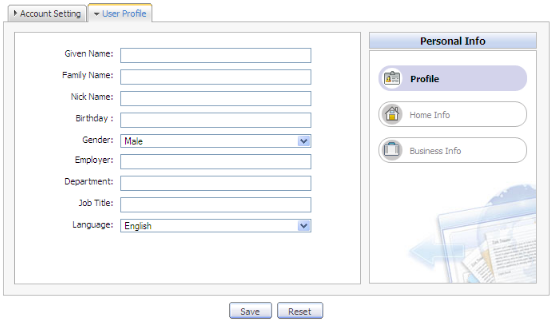 Account Setting
User Profile
Given Name:
Family Name:
Nick Name:
Birthday :
Gender: Male
Employer:
Department:
Job Title:
Language: English
Personal Info
Profile
Home Info
Business Info
Save
Reset